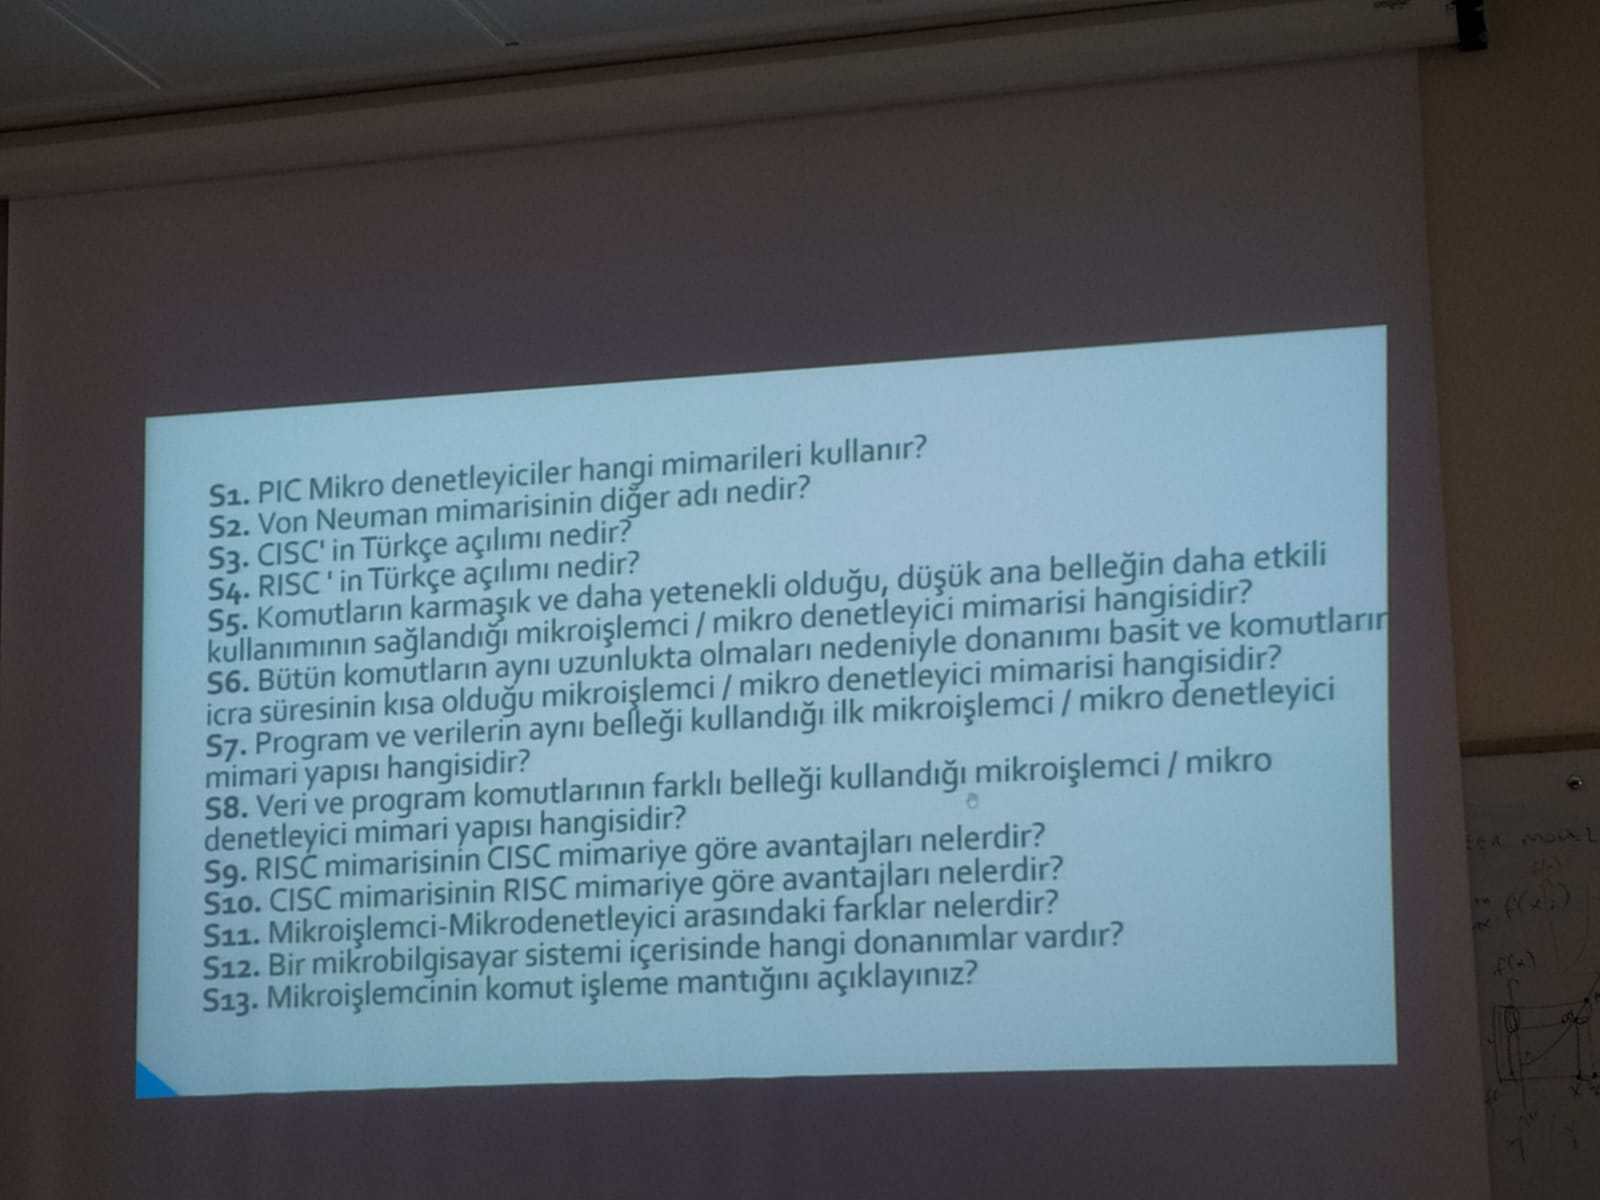 S1. PIC Mikro denetleyiciler hangi mimarileri kullanır?
S2. Von Neuman mimarisinin diğer adı nedir?
S3. CISC' in Türkçe açılımı nedir?
S4. RISC ' in Türkçe açılımı nedir?
S5. Komutların karmaşık ve daha yetenekli olduğu, düşük ana belleğin daha etkili
kullanımının sağlandığı mikroişlemci / mikro denetleyici mimarisi hangisidir?
S6. Bütün komutların aynı uzunlukta olmaları nedeniyle donanımı basit ve komutların
icra süresinin kısa olduğu mikroişlemci / mikro denetleyici mimarisi hangisidir?
S7. Program ve verilerin aynı belleği kullandığı ilk mikroişlemci / mikro denetleyici
mimari yapısı hangisidir?
S8. Veri ve program komutlarının farklı belleği kullandığı mikroişlemci / mikro
denetleyici mimari yapısı hangisidir?
S9. RISC mimarisinin CISC mimariye göre avantajları nelerdir?
S10. CISC mimarisinin RISC mimariye göre avantajları nelerdir?
S11. Mikroişlemci-Mikrodenetleyici arasındaki farklar nelerdir?
S12. Bir mikrobilgisayar sistemi içerisinde hangi donanımlar vardır?
S13. Mikroişlemcinin komut işleme mantığını açıklayınız?
f(x)